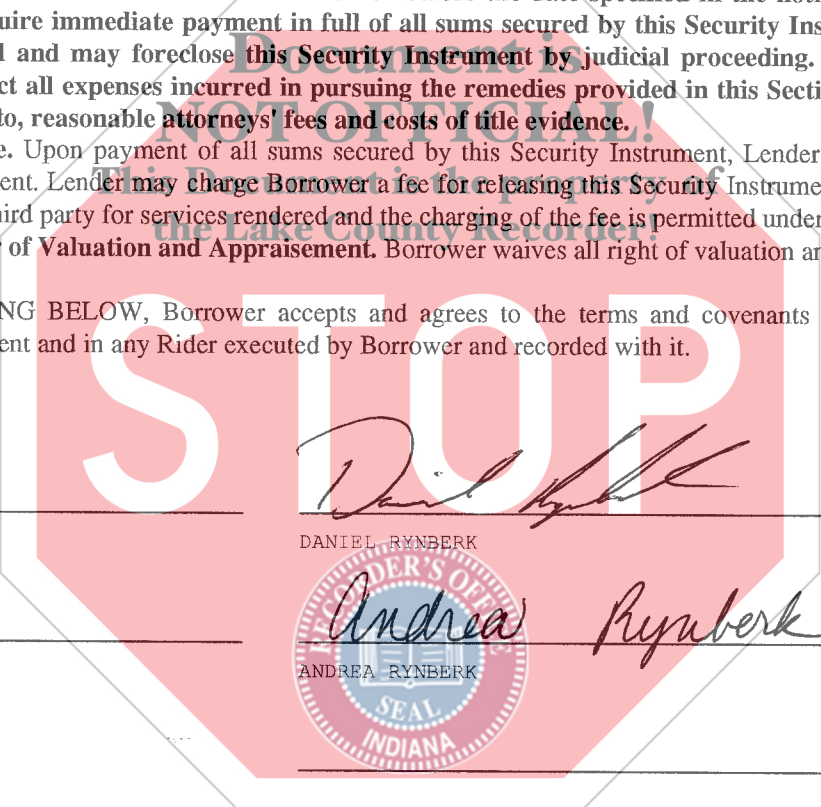 uire immediate payment in full of all sums secured by this Security Ins
l and may foreclose this Security Instrument by judicial proceeding.
Document is
ct all expenses incurred in pursuing the remedies provided in this Secti
to, reasonable attorneys' fees and costs of title evidence.
NOT OFFICIAL!
e. Upon payment of all sums secured by this Security Instrument, Lender
ent. Lender may charge Borrower a fee for releasing this Security Instrume
This Document is the property of
hird party for services rendered and the charging of the fee is permitted under
the Lake County Recorder!
r of Valuation and Appraisement. Borrower waives all right of valuation an
NG BELOW, Borrower accepts and agrees to the terms and covenants
ent and in any Rider executed by Borrower and recorded with it.
STOP
Daniel Rynberk
DANIEL RYNBERK
Andrea Rynberk
ANDREA RYNBERK
RECORDER'S OFFICE
SEAL
INDIANA